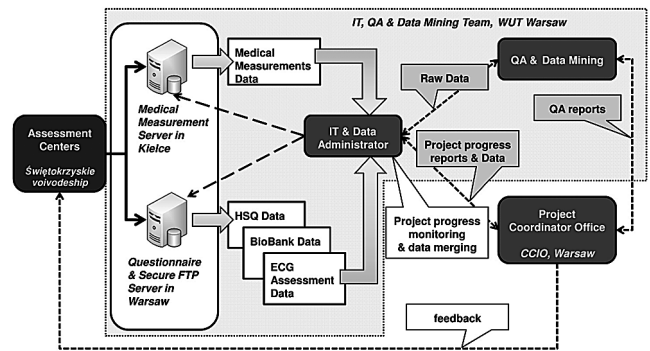 IT, QA & Data Mining Team, WUT Warsaw
Assessment
Centers
Świętokrzyskie
voivodeship
Medical
Measurement
Server in
Kielce
Questionnaire
& Secure FTP
Server in
Warsaw
Medical
Measurements
Data
HSQ Data
BioBank Data
ECG
Assessment
Data
IT & Data
Administrator
Raw Data
QA & Data Mining
QA reports
Project progress
reports & Data
Project progress
monitoring
& data merging
Project
Coordinator Office
CCIO, Warsaw
feedback